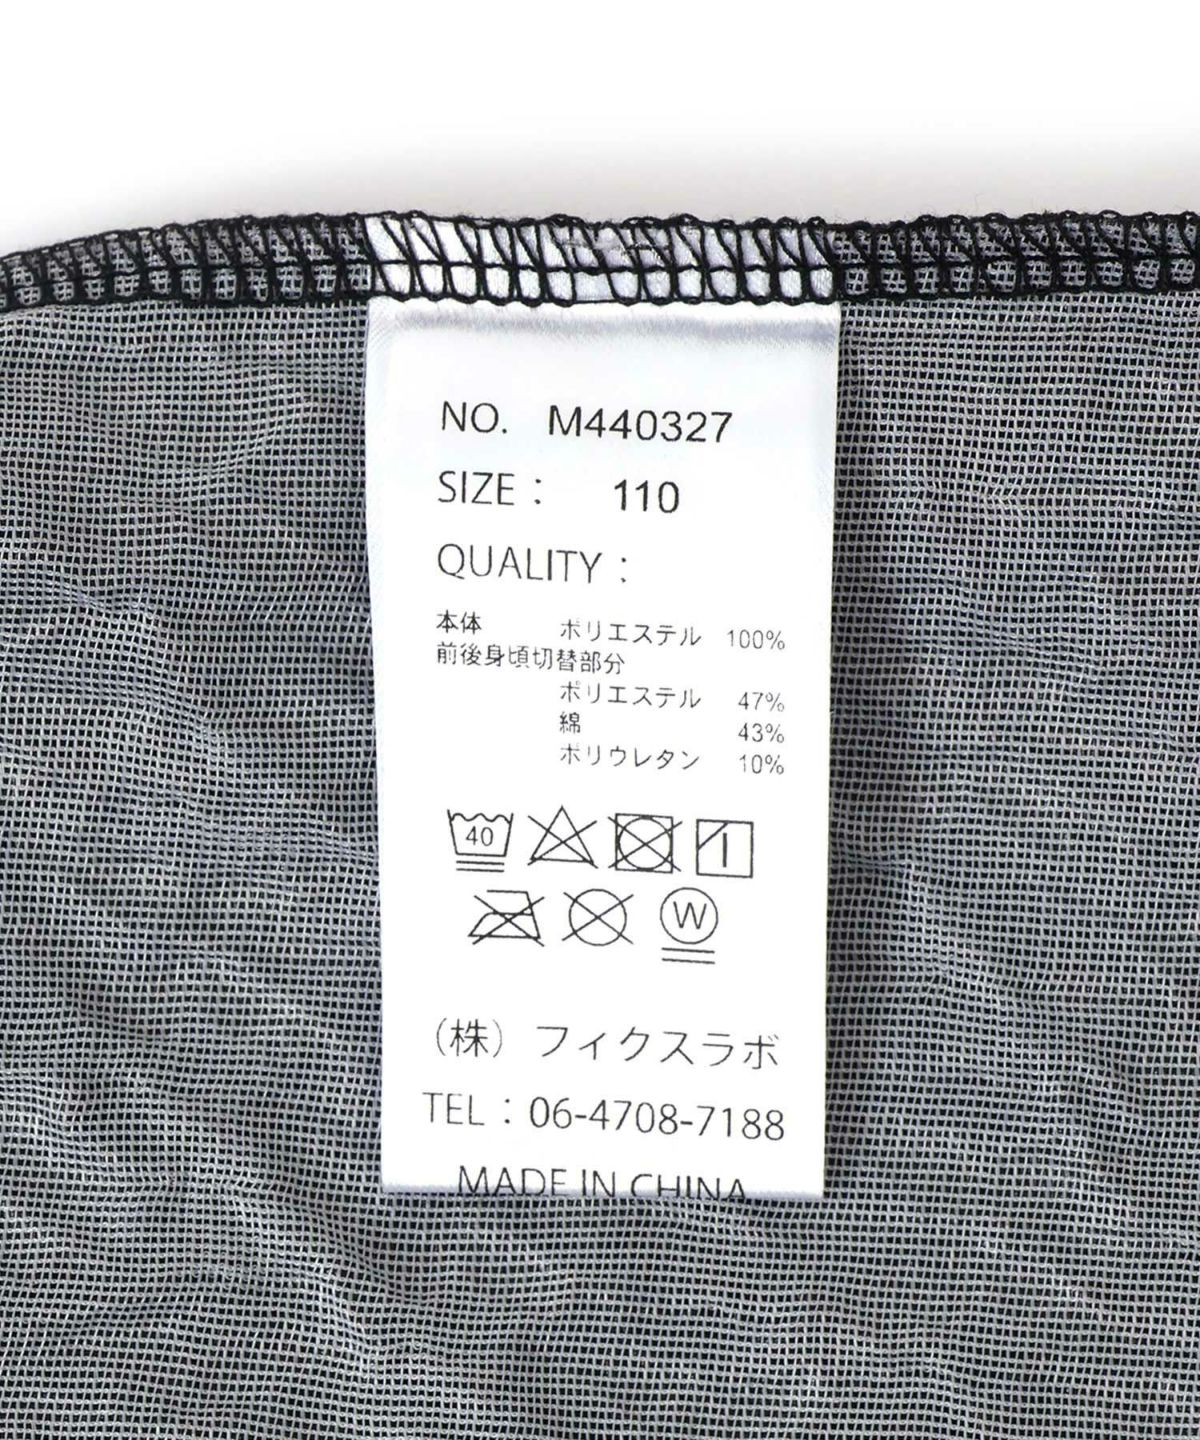 NO. M440327
SIZE : 110
QUALITY :
本体 ポリエステル 100%
前後身頃切替部分
ポリエステル 47%
綿 43%
ポリウレタン 10%
40
W
(株) フィクスラボ
TEL : 06-4708-7188
MADE IN CHINA